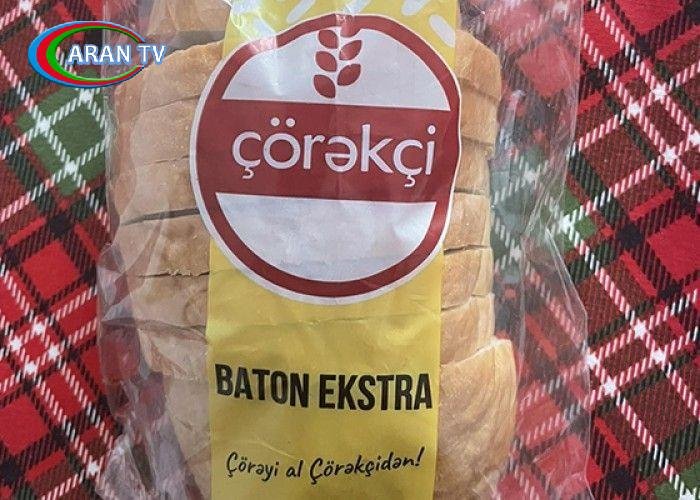 ARAN TV
çörəkçi
BATON EKSTRA
Çörəyi al Çörəkçidən!